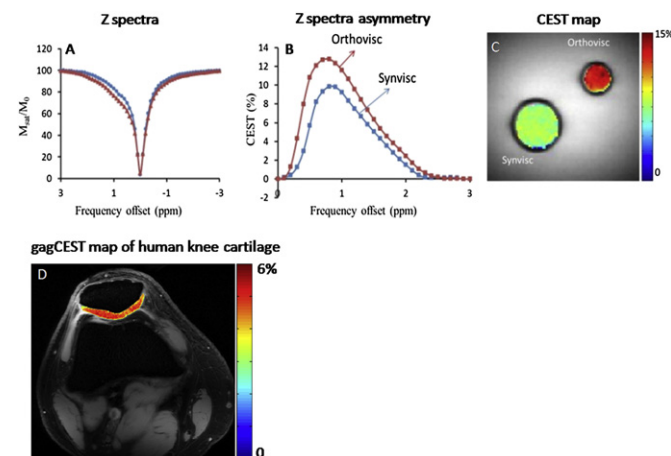 Z spectra
A
120
100
80
60
40
20
0
M_sat/M_0
3
1
-1
-3
Frequency offset (ppm)
Z spectra asymmetry
B
Orthovisc
Synvisc
14
12
10
8
6
4
2
0
-2
CEST (%)
0
1
2
3
Frequency offset (ppm)
CEST map
C
Orthovisc
Synvisc
15%
0
gagCEST map of human knee cartilage
D
6%
0